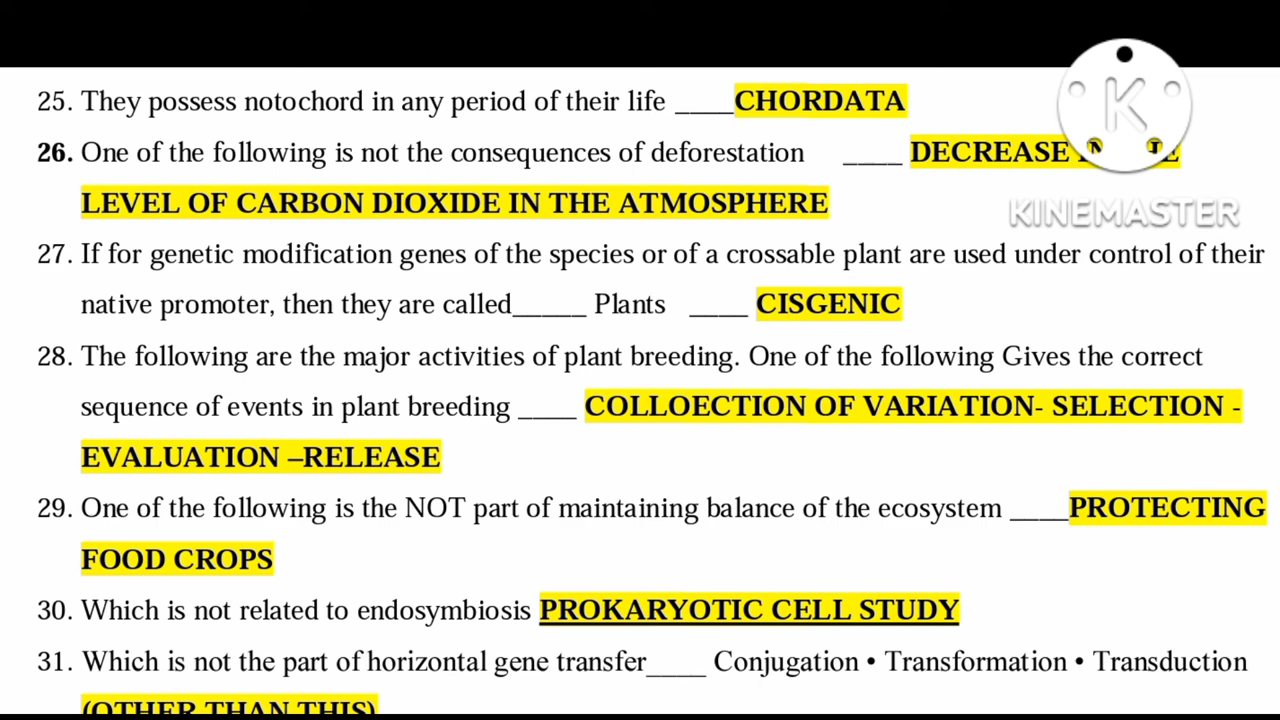 25. They possess notochord in any period of their life ____CHORDATA
26. One of the following is not the consequences of deforestation ____ DECREASE
LEVEL OF CARBON DIOXIDE IN THE ATMOSPHERE
K
KINEMASTER
27. If for genetic modification genes of the species or of a crossable plant are used under control of their
native promoter, then they are called_____ Plants ____ CISGENIC
28. The following are the major activities of plant breeding. One of the following Gives the correct
sequence of events in plant breeding ____ COLLOECTION OF VARIATION- SELECTION -
EVALUATION –RELEASE
29. One of the following is the NOT part of maintaining balance of the ecosystem ____PROTECTING
FOOD CROPS
30. Which is not related to endosymbiosis PROKARYOTIC CELL STUDY
31. Which is not the part of horizontal gene transfer____ Conjugation • Transformation • Transduction
(OTHER THAN THIS)